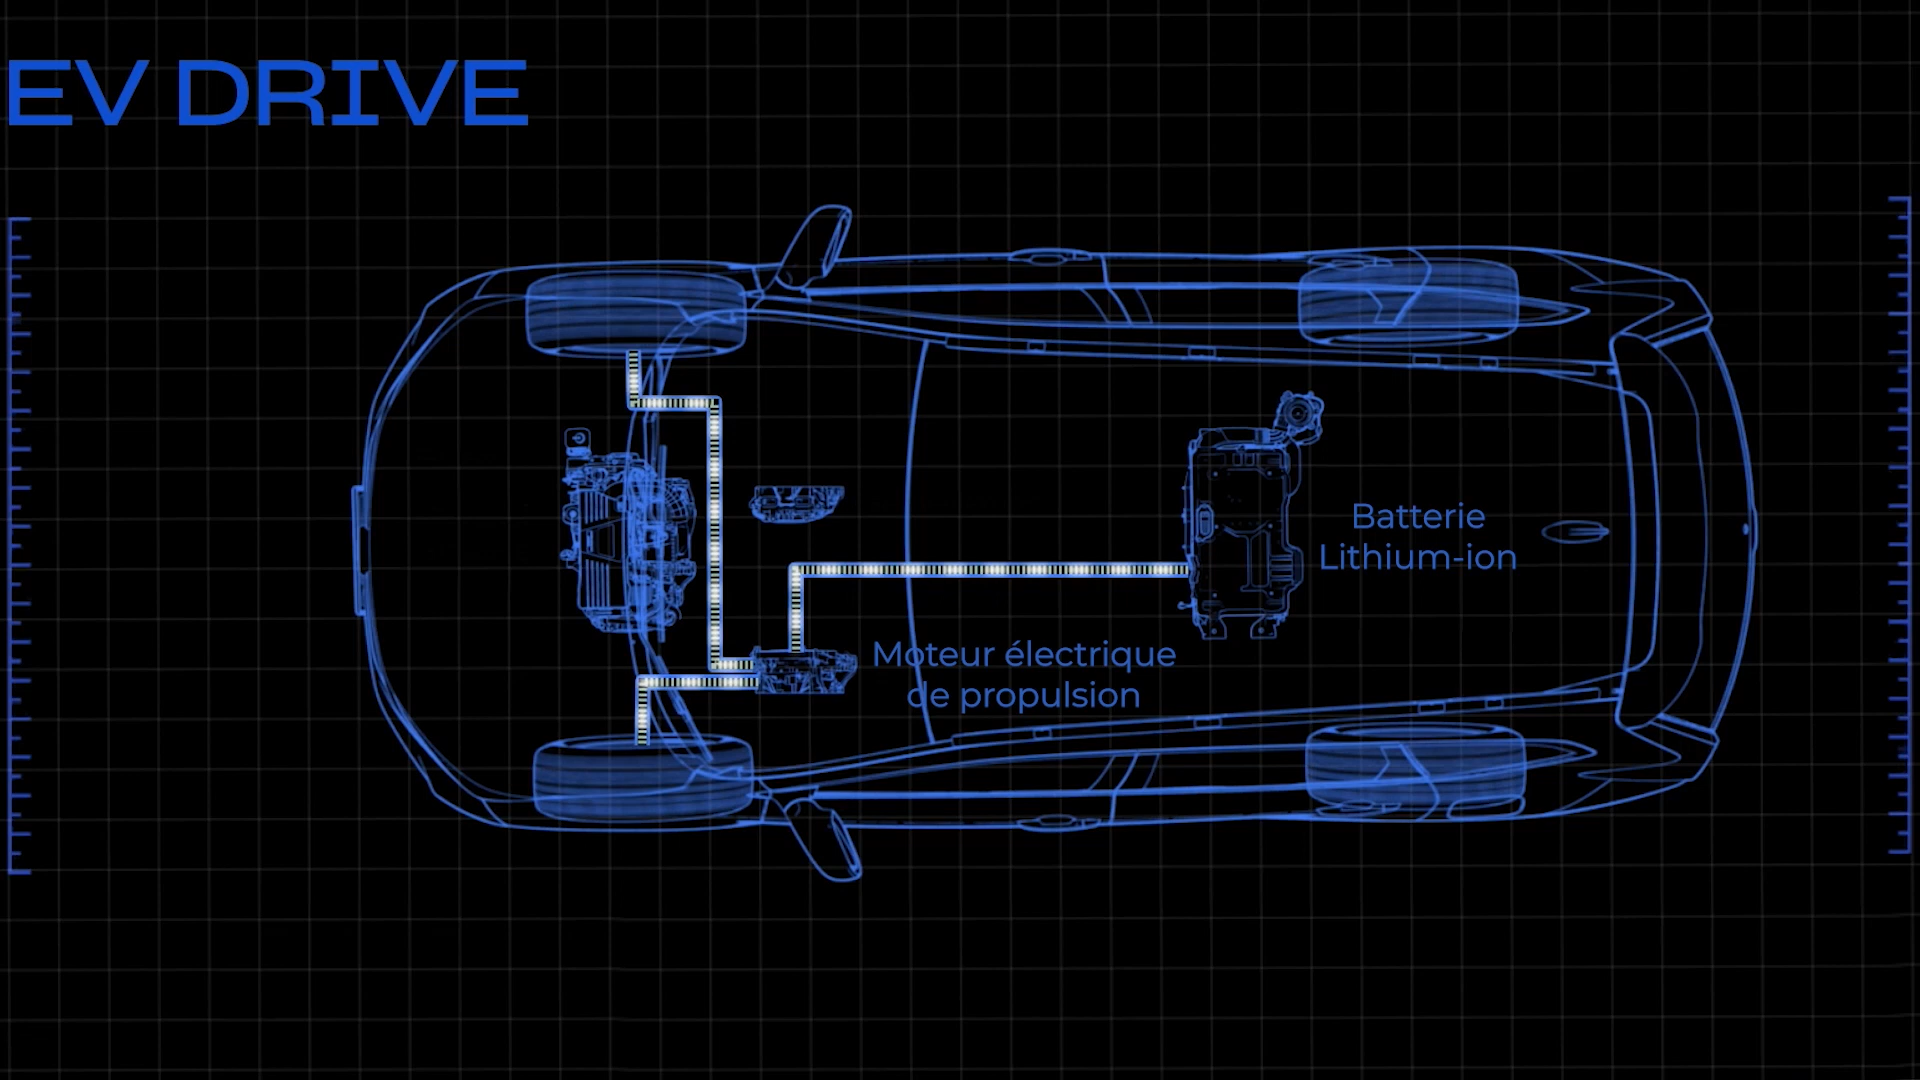 EV DRIVE
Batterie
Lithium-ion
Moteur électrique
de propulsion